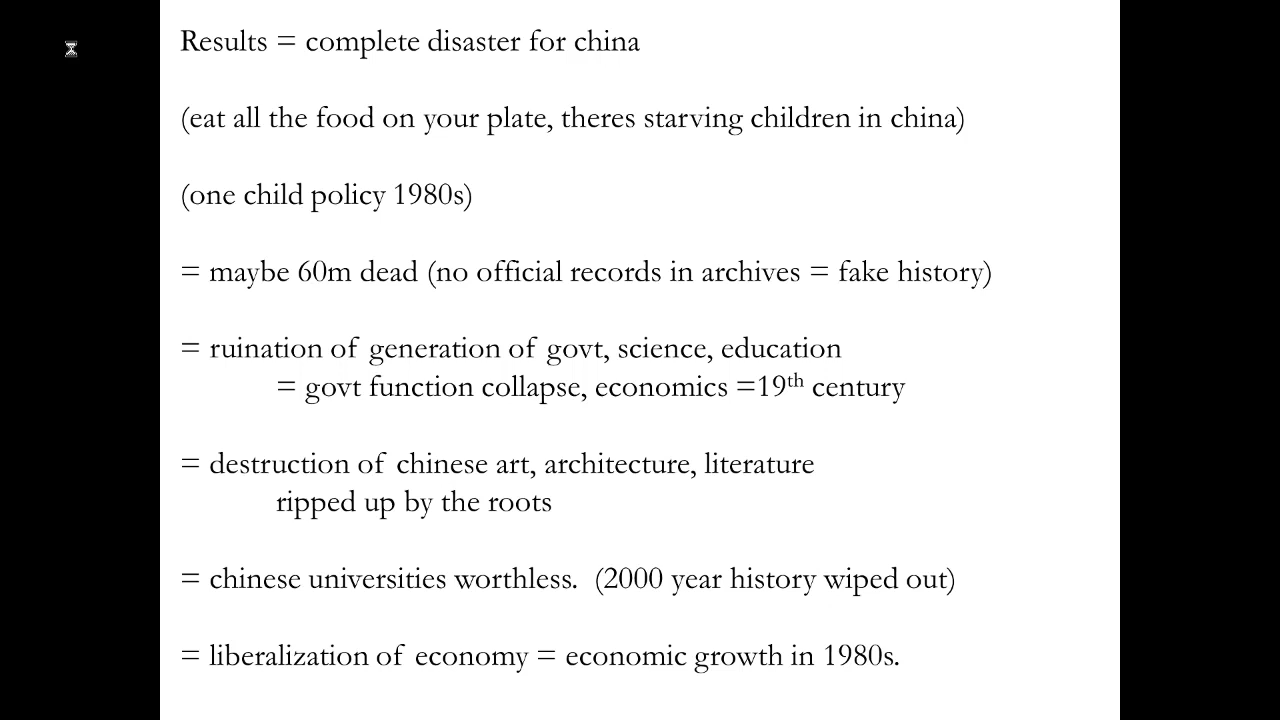 Results = complete disaster for china
(eat all the food on your plate, theres starving children in china)
(one child policy 1980s)
= maybe 60m dead (no official records in archives = fake history)
= ruination of generation of govt, science, education
= govt function collapse, economics =19th century
= destruction of chinese art, architecture, literature
ripped up by the roots
= chinese universities worthless.  (2000 year history wiped out)
= liberalization of economy = economic growth in 1980s.